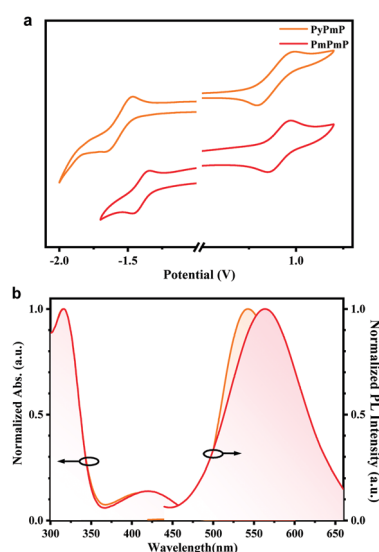 a
PyPmP
PmPmP
-2.0 -1.5 1.0
Potential (V)
b
1.0 1.0
Normalized Abs. (a.u.)
0.5 0.5
Normalized PL Intensity (a.u.)
0.0 0.0
300 350 400 450 500 550 600 650
Wavelength(nm)